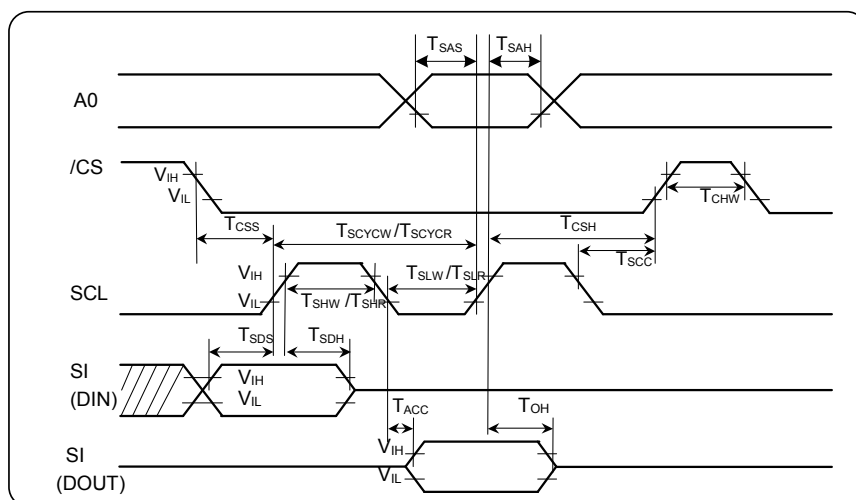 TSAS TSAH
A0
/CS
VIH
VIL
TCHW
TCSS TSCYCW /TSCYCR TCSH
TSCC
VIH
SCL VIL
TSLW /TSLR
TSHW /TSHR
TSDS TSDH
SI
(DIN)
VIH
VIL
TACC TOH
VIH
SI
(DOUT)
VIL